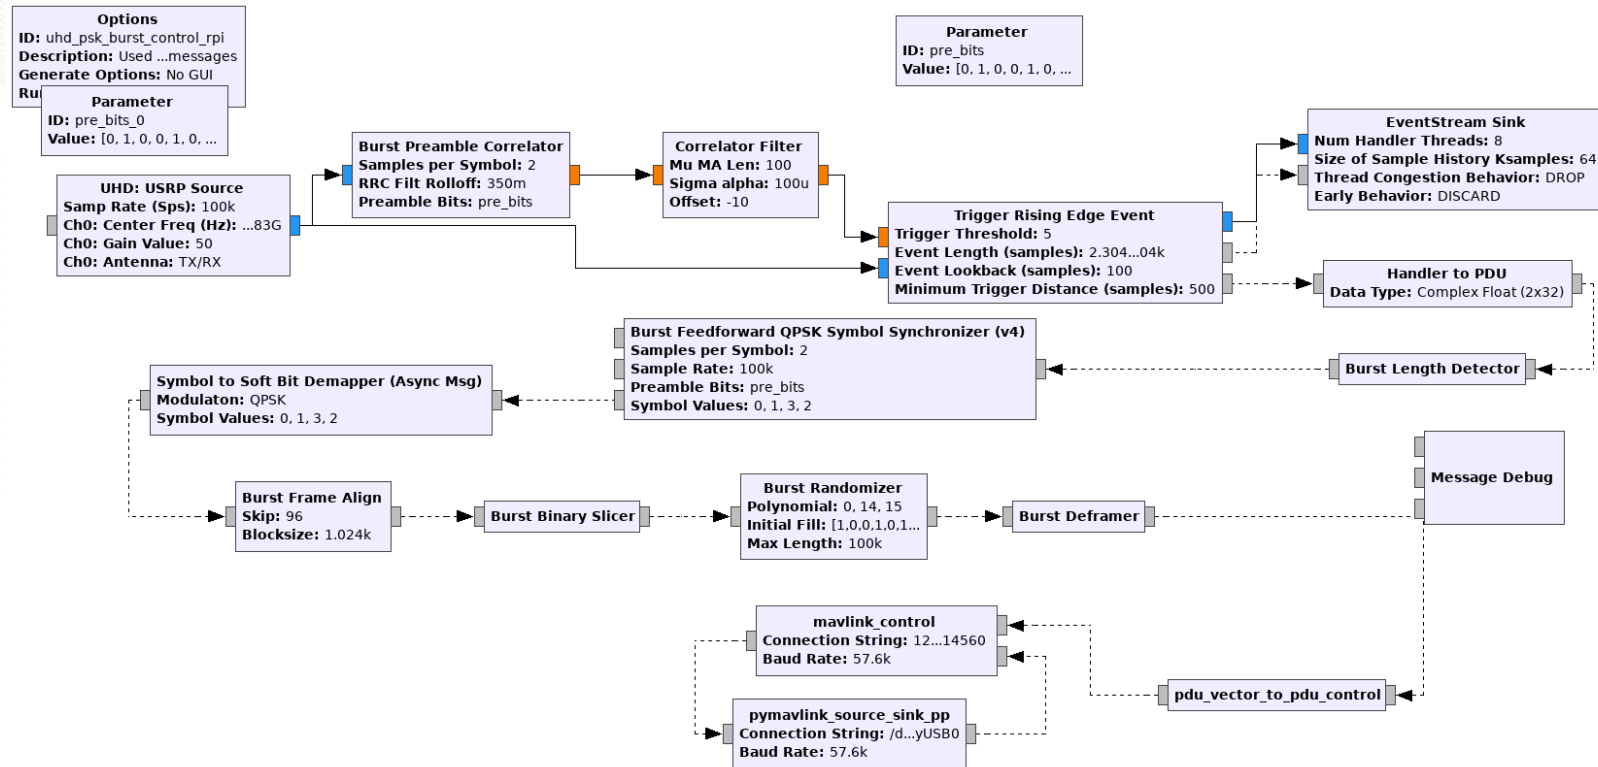 Options
ID: uhd_psk_burst_control_rpi
Description: Used ...messages
Generate Options: No GUI
Ru
Parameter
ID: pre_bits_0
Value: [0, 1, 0, 0, 1, 0, ...
Parameter
ID: pre_bits
Value: [0, 1, 0, 0, 1, 0, ...
UHD: USRP Source
Samp Rate (Sps): 100k
Ch0: Center Freq (Hz): ...83G
Ch0: Gain Value: 50
Ch0: Antenna: TX/RX
Burst Preamble Correlator
Samples per Symbol: 2
RRC Filt Rolloff: 350m
Preamble Bits: pre_bits
Correlator Filter
Mu MA Len: 100
Sigma alpha: 100u
Offset: -10
Trigger Rising Edge Event
Trigger Threshold: 5
Event Length (samples): 2.304...04k
Event Lookback (samples): 100
Minimum Trigger Distance (samples): 500
EventStream Sink
Num Handler Threads: 8
Size of Sample History Ksamples: 64
Thread Congestion Behavior: DROP
Early Behavior: DISCARD
Handler to PDU
Data Type: Complex Float (2x32)
Burst Length Detector
Burst Feedforward QPSK Symbol Synchronizer (v4)
Samples per Symbol: 2
Sample Rate: 100k
Preamble Bits: pre_bits
Symbol Values: 0, 1, 3, 2
Symbol to Soft Bit Demapper (Async Msg)
Modulaton: QPSK
Symbol Values: 0, 1, 3, 2
Burst Frame Align
Skip: 96
Blocksize: 1.024k
Burst Binary Slicer
Burst Randomizer
Polynomial: 0, 14, 15
Initial Fill: [1,0,0,1,0,1...
Max Length: 100k
Burst Deframer
Message Debug
mavlink_control
Connection String: 12...14560
Baud Rate: 57.6k
pdu_vector_to_pdu_control
pymavlink_source_sink_pp
Connection String: /d...yUSB0
Baud Rate: 57.6k